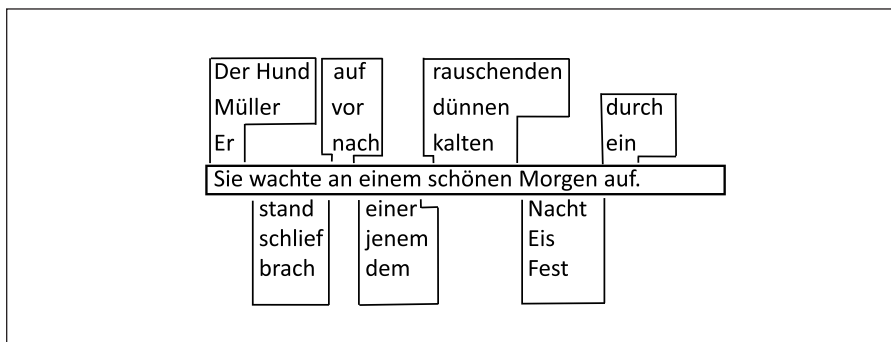 Der Hund auf rauschenden
Müller vor dünnen durch
Er nach kalten ein
Sie wachte an einem schönen Morgen auf.
stand einer Nacht
schlief jenem Eis
brach dem Fest